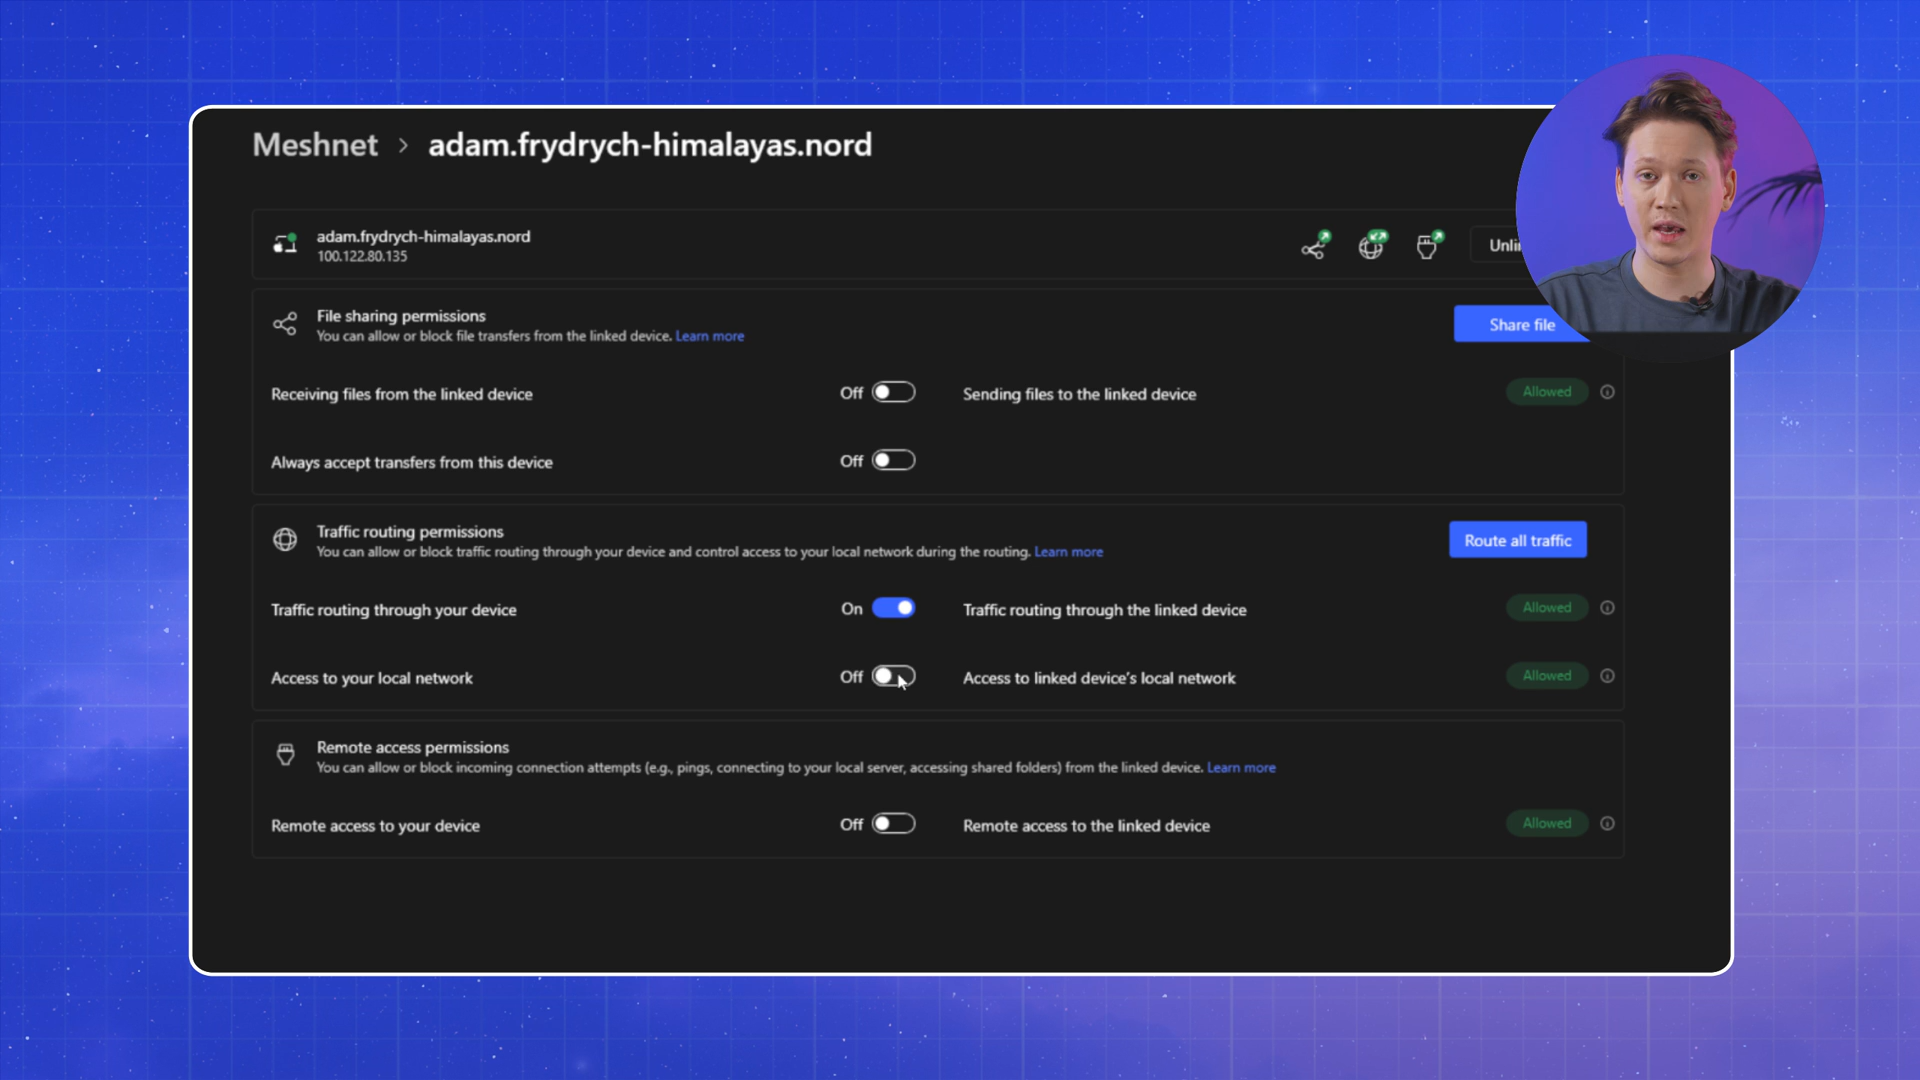 Meshnet > adam.frydrych-himalayas.nord
adam.frydrych-himalayas.nord
100.122.80.135
File sharing permissions
You can allow or block file transfers from the linked device. Learn more
Share file
Receiving files from the linked device
Off
Sending files to the linked device
Allowed
Always accept transfers from this device
Off
Traffic routing permissions
You can allow or block traffic routing through your device and control access to your local network during the routing. Learn more
Route all traffic
Traffic routing through your device
On
Traffic routing through the linked device
Allowed
Access to your local network
Off
Access to linked device's local network
Allowed
Remote access permissions
You can allow or block incoming connection attempts (e.g., pings, connecting to your local server, accessing shared folders) from the linked device. Learn more
Remote access to your device
Off
Remote access to the linked device
Allowed